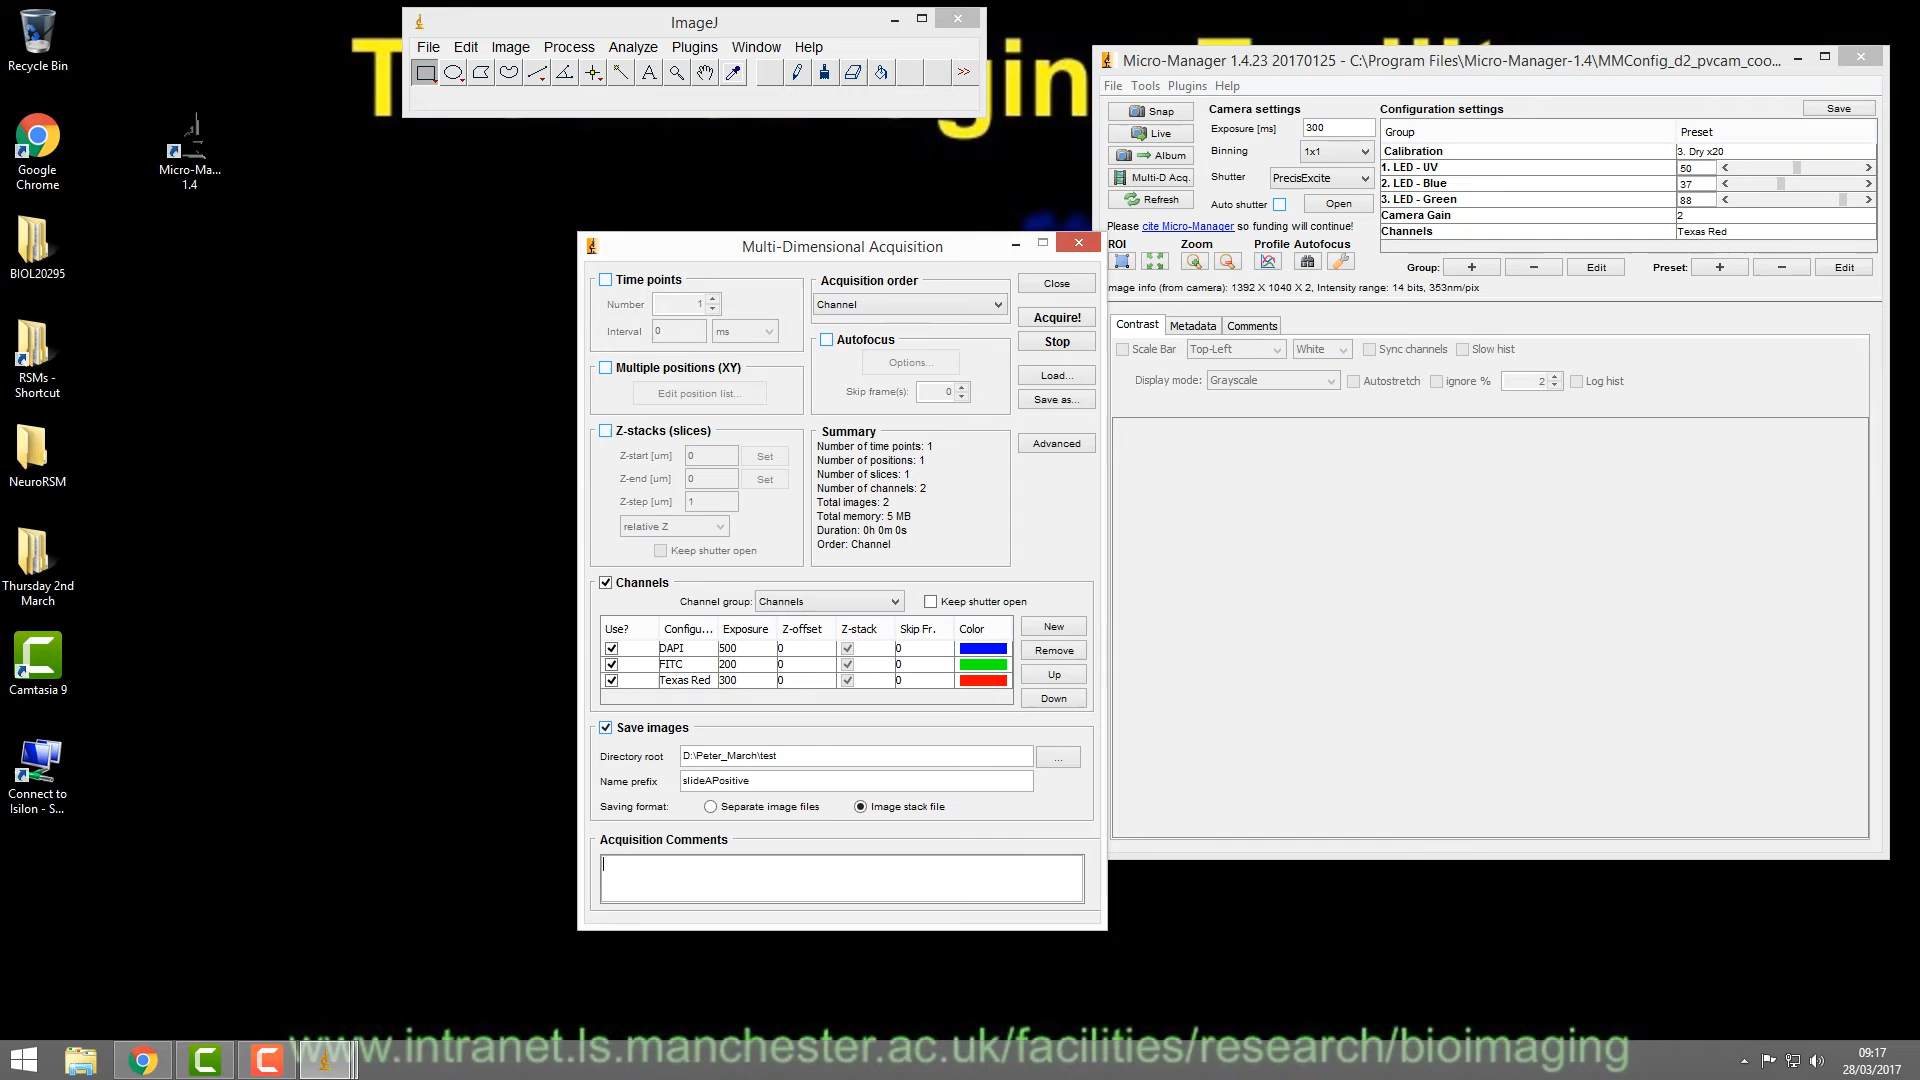 Recycle Bin
Google
Chrome
Micro-Ma...
1.4
BIOL20295
RSMs -
Shortcut
NeuroRSM
Thursday 2nd
March
Camtasia 9
Connect to
Isilon - S...
ImageJ
File Edit Image Process Analyze Plugins Window Help
A >>
Micro-Manager 1.4.23 20170125 - C:\Program Files\Micro-Manager-1.4\MMConfig_d2_pvcam_coo...
File Tools Plugins Help
Snap
Live
Album
Multi-D Acq.
Refresh
Camera settings
Exposure [ms] 300
Binning 1x1
Shutter PrecisExcite
Auto shutter Open
Configuration settings Save
Group Preset
Calibration 3. Dry x20
1. LED - UV 50
2. LED - Blue 37
3. LED - Green 88
Camera Gain 2
Channels Texas Red
Please cite Micro-Manager so funding will continue!
ROI Zoom Profile Autofocus
Group: + − Edit Preset: + − Edit
mage info (from camera): 1392 X 1040 X 2, Intensity range: 14 bits, 353nm/pix
Contrast Metadata Comments
Scale Bar Top-Left White Sync channels Slow hist
Display mode: Grayscale Autostretch ignore % 2 Log hist
Multi-Dimensional Acquisition
Time points
Number 1
Interval 0 ms
Multiple positions (XY)
Edit position list...
Z-stacks (slices)
Z-start [um] 0 Set
Z-end [um] 0 Set
Z-step [um] 1
relative Z
Keep shutter open
Acquisition order
Channel
Autofocus
Options...
Skip frame(s): 0
Summary
Number of time points: 1
Number of positions: 1
Number of slices: 1
Number of channels: 2
Total images: 2
Total memory: 5 MB
Duration: 0h 0m 0s
Order: Channel
Close
Acquire!
Stop
Load...
Save as...
Advanced
Channels
Channel group: Channels Keep shutter open
Use? Configu... Exposure Z-offset Z-stack Skip Fr. Color
DAPI 500 0 0
FITC 200 0 0
Texas Red 300 0 0
New
Remove
Up
Down
Save images
Directory root D:\Peter_March\test ...
Name prefix slideAPositive
Saving format: Separate image files Image stack file
Acquisition Comments
www.intranet.ls.manchester.ac.uk/facilities/research/bioimaging
09:17
28/03/2017